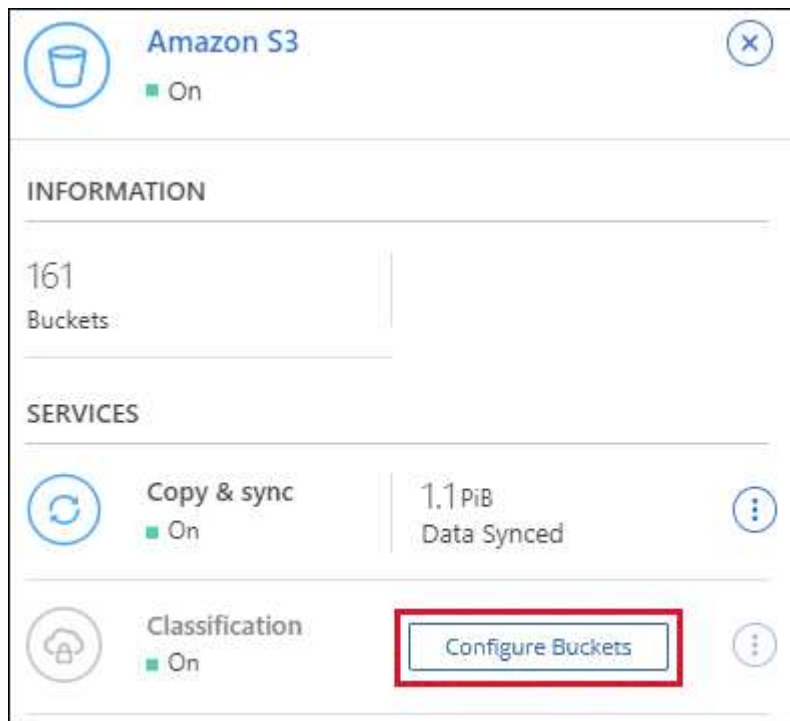 Amazon S3
On
INFORMATION
161
Buckets
SERVICES
Copy & sync
On
1.1 PiB
Data Synced
Classification
On
Configure Buckets